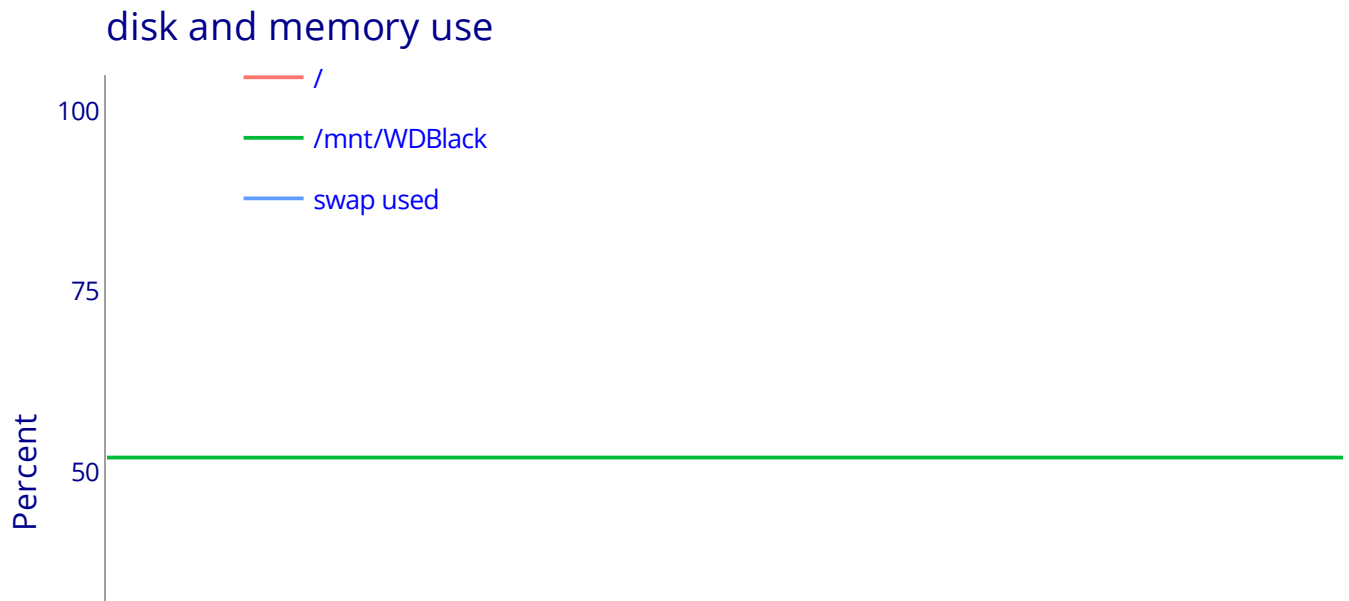 disk and memory use
/
100
/mnt/WDBlack
swap used
75
Percent
50